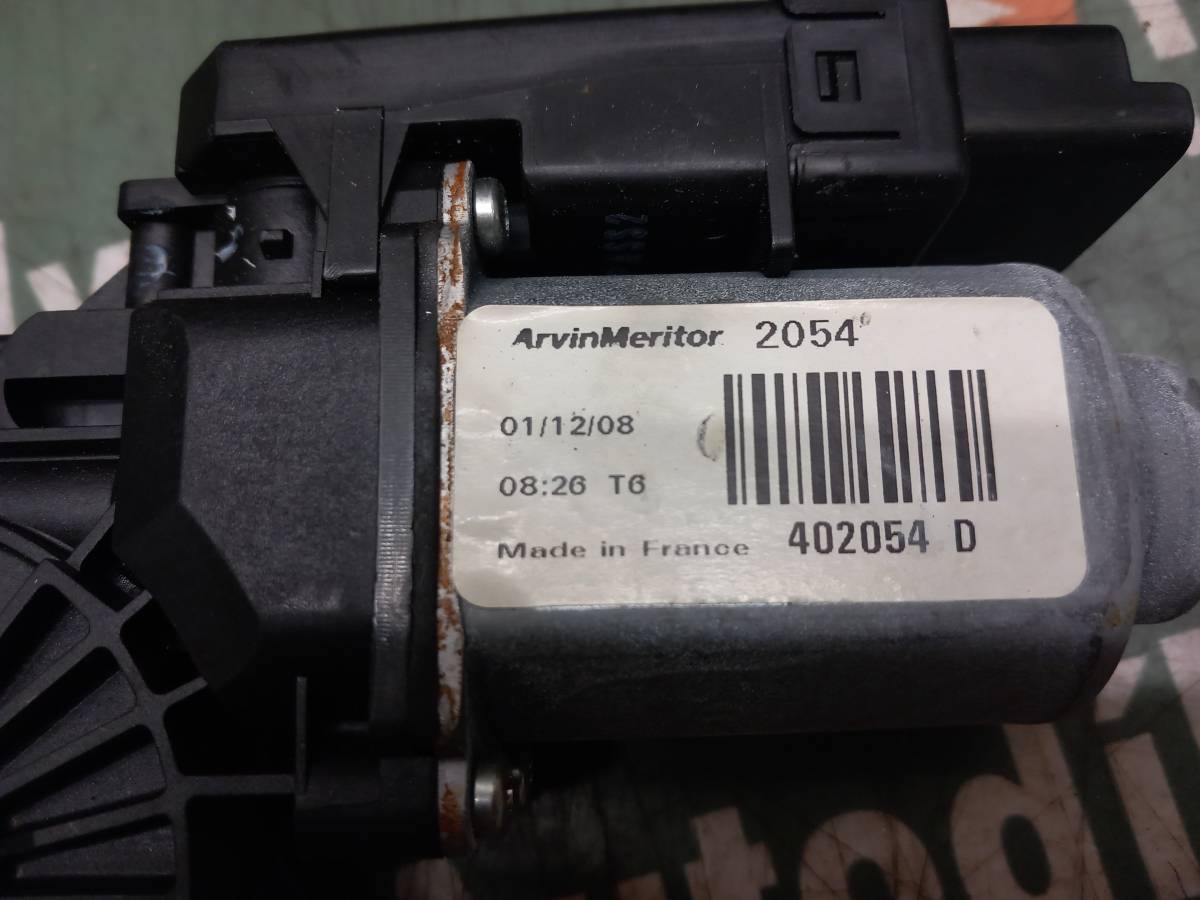 ArvinMeritor 2054
01/12/08
08:26 T6
402054 D
Made in France